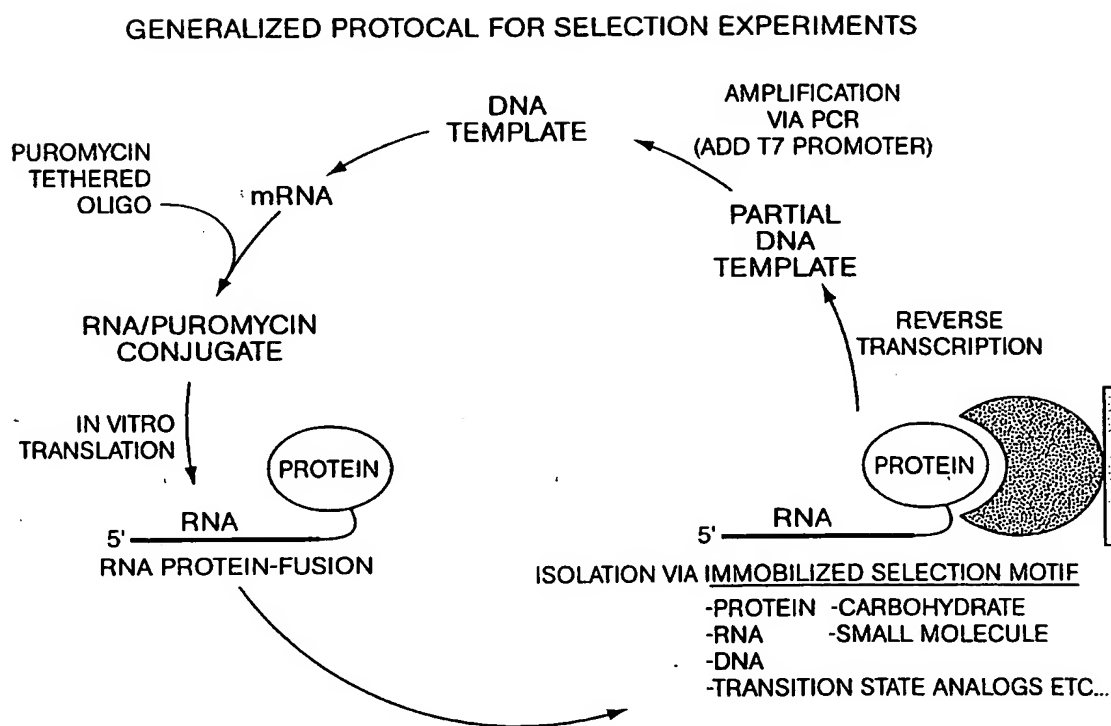 GENERALIZED PROTOCAL FOR SELECTION EXPERIMENTS
DNA
TEMPLATE
AMPLIFICATION
VIA PCR
(ADD T7 PROMOTER)
PUROMYCIN
TETHERED
OLIGO
mRNA
PARTIAL
DNA
TEMPLATE
RNA/PUROMYCIN
CONJUGATE
REVERSE
TRANSCRIPTION
IN VITRO
TRANSLATION
PROTEIN
RNA
5'
RNA PROTEIN-FUSION
PROTEIN
RNA
5'
ISOLATION VIA IMMOBILIZED SELECTION MOTIF
-PROTEIN -CARBOHYDRATE
-RNA -SMALL MOLECULE
-DNA
-TRANSITION STATE ANALOGS ETC...